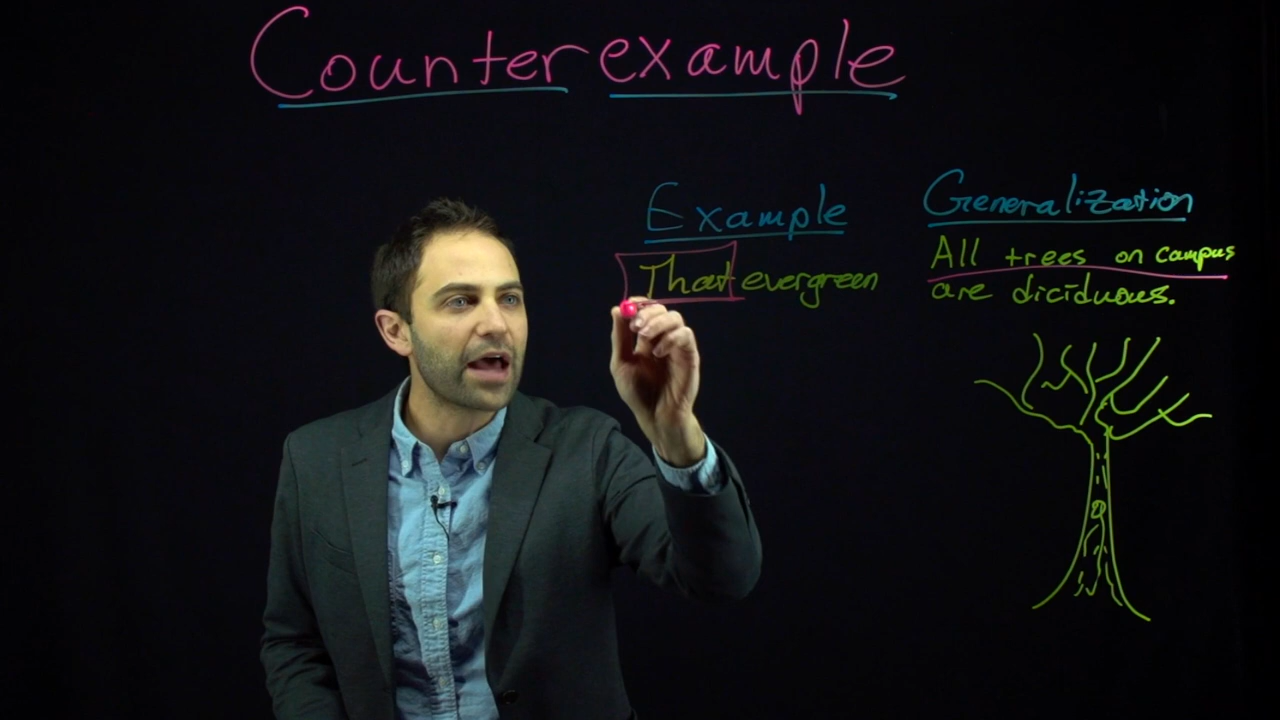 Counterexample
Example
That evergreen
Generalization
All trees on campus
are diciduous.